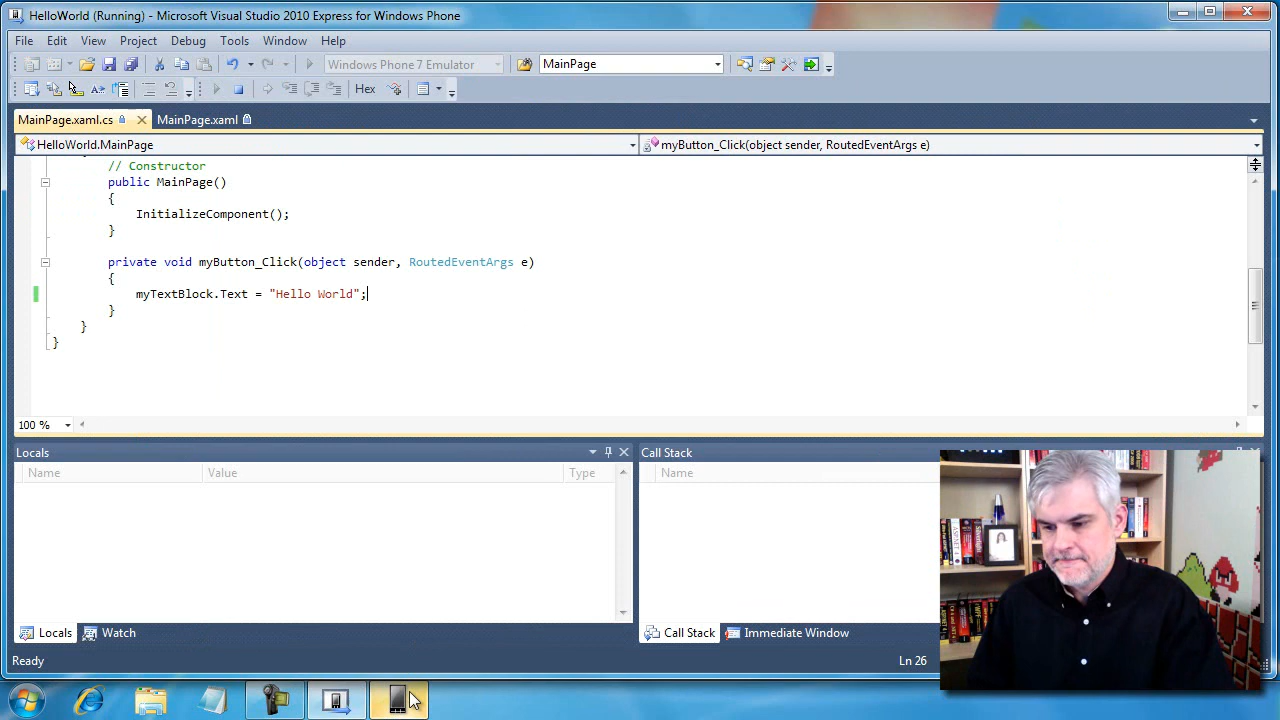 HelloWorld (Running) - Microsoft Visual Studio 2010 Express for Windows Phone
File Edit View Project Debug Tools Window Help
Windows Phone 7 Emulator MainPage
Hex
MainPage.xaml.cs MainPage.xaml
HelloWorld.MainPage myButton_Click(object sender, RoutedEventArgs e)
// Constructor
public MainPage()
{
InitializeComponent();
}
private void myButton_Click(object sender, RoutedEventArgs e)
{
myTextBlock.Text = "Hello World";
}
}
}
100 %
Locals Call Stack
Name Value Type Name
Locals Watch Call Stack Immediate Window
Ready Ln 26